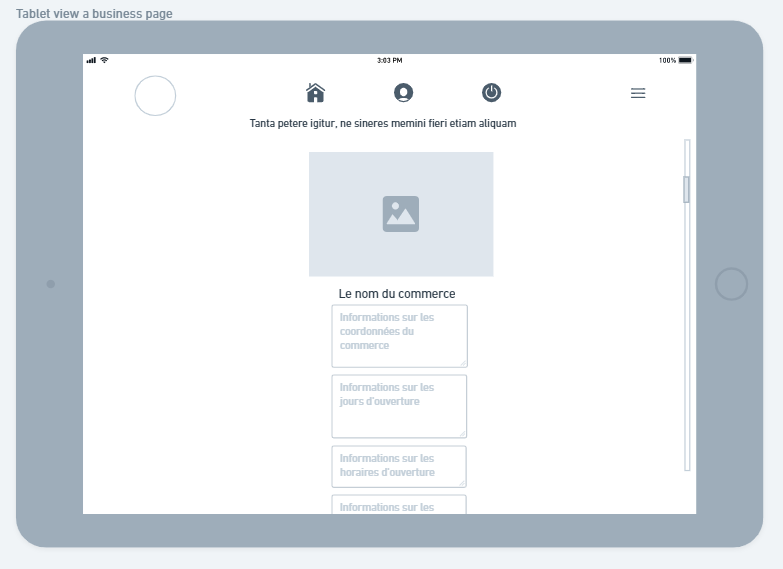 Tablet view a business page
3:03 PM
100%
Tanta petere igitur, ne sineres memini fieri etiam aliquam
Le nom du commerce
Informations sur les
coordonnées du
commerce
Informations sur les
jours d'ouverture
Informations sur les
horaires d'ouverture
Informations sur les